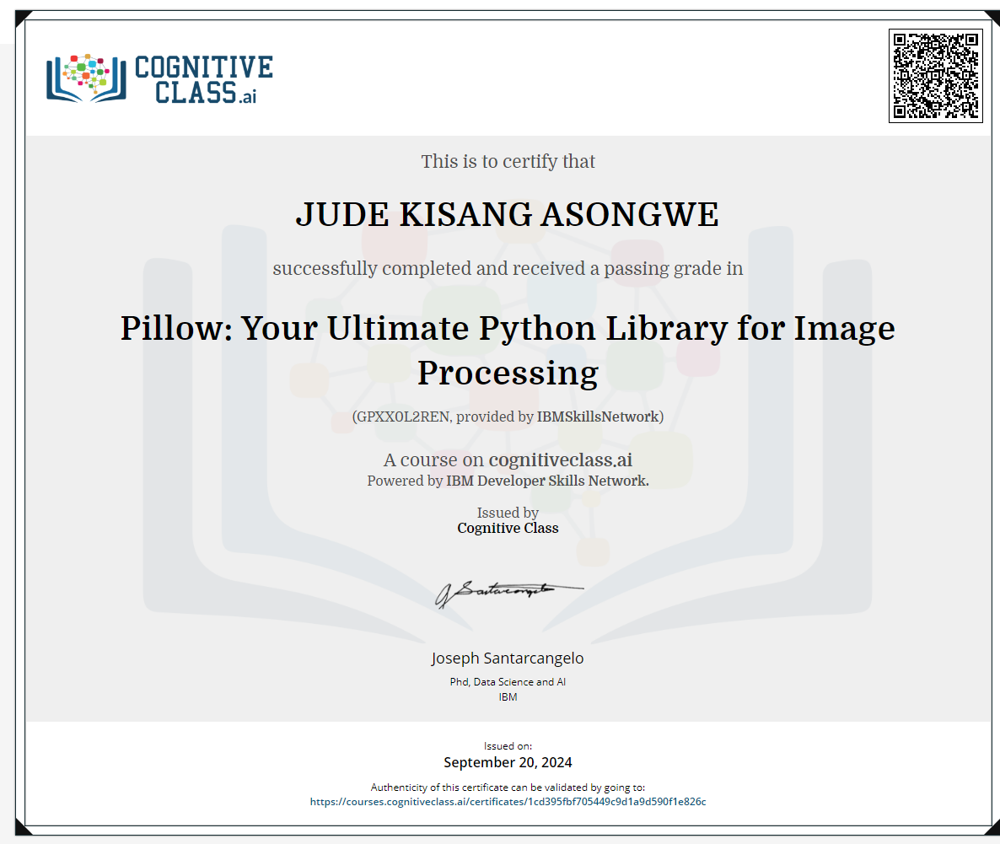 COGNITIVE
CLASS.ai
This is to certify that
JUDE KISANG ASONGWE
successfully completed and received a passing grade in
Pillow: Your Ultimate Python Library for Image
Processing
(GPXX0L2REN, provided by IBMSkillsNetwork)
A course on cognitiveclass.ai
Powered by IBM Developer Skills Network.
Issued by
Cognitive Class
J Santarcangelo
Joseph Santarcangelo
Phd, Data Science and AI
IBM
Issued on:
September 20, 2024
Authenticity of this certificate can be validated by going to:
https://courses.cognitiveclass.ai/certificates/1cd395fbf705449c9d1a9d590f1e826c